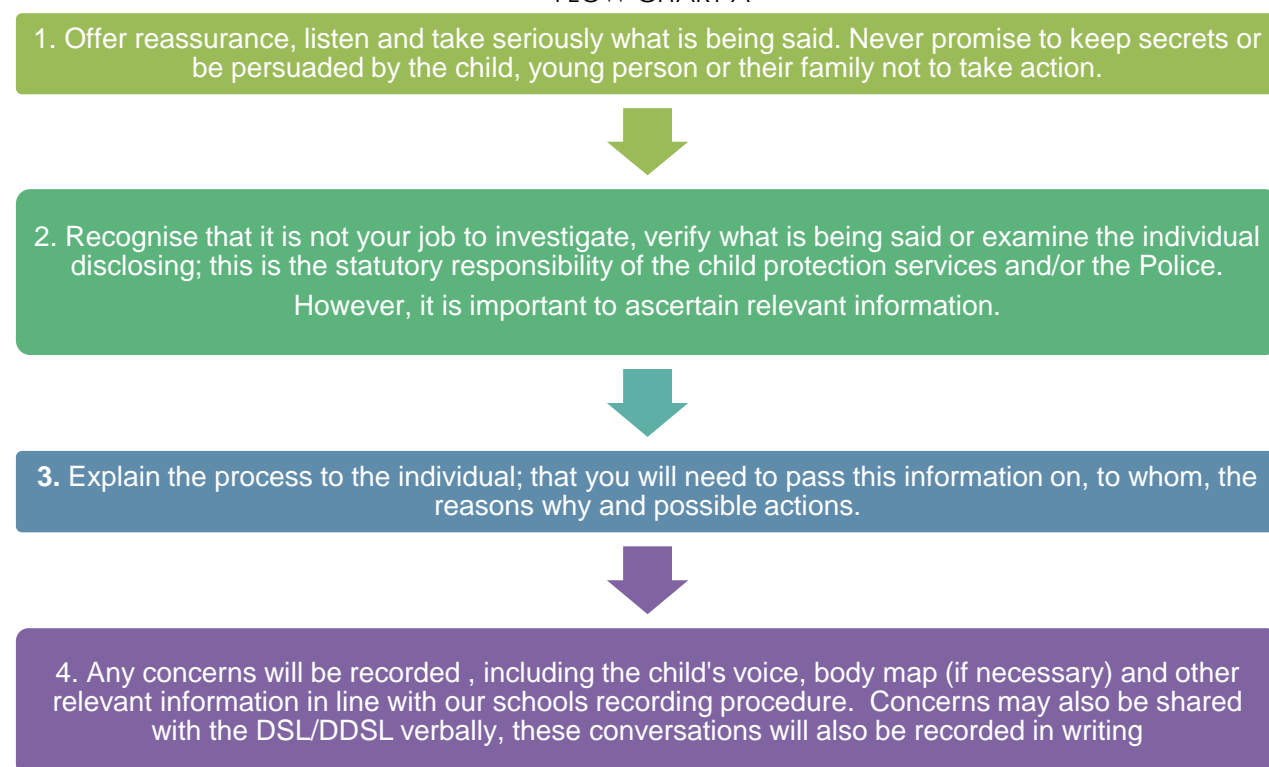 FLOW CHART A
1. Offer reassurance, listen and take seriously what is being said. Never promise to keep secrets or
be persuaded by the child, young person or their family not to take action.
2. Recognise that it is not your job to investigate, verify what is being said or examine the individual
disclosing; this is the statutory responsibility of the child protection services and/or the Police.
However, it is important to ascertain relevant information.
3. Explain the process to the individual; that you will need to pass this information on, to whom, the
reasons why and possible actions.
4. Any concerns will be recorded , including the child's voice, body map (if necessary) and other
relevant information in line with our schools recording procedure. Concerns may also be shared
with the DSL/DDSL verbally, these conversations will also be recorded in writing